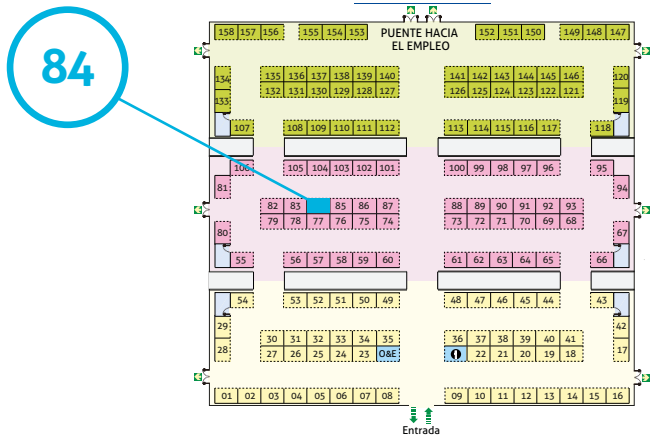 84
158 157 156 155 154 153 152 151 150 149 148 147
PUENTE HACIA
EL EMPLEO
134 135 136 137 138 139 140 141 142 143 144 145 146 120
133 132 131 130 129 128 127 126 125 124 123 122 121 119
107 108 109 110 111 112 113 114 115 116 117 118
106 105 104 103 102 101 100 99 98 97 96 95
81 94
82 83 85 86 87 88 89 90 91 92 93
80 79 78 77 76 75 74 73 72 71 70 69 68 67
55 56 57 58 59 60 61 62 63 64 65 66
54 53 52 51 50 49 48 47 46 45 44 43
29 42
30 31 32 33 34 35 36 37 38 39 40 41
28 27 26 25 24 23 O&E 22 21 20 19 18 17
01 02 03 04 05 06 07 08 09 10 11 12 13 14 15 16
Entrada